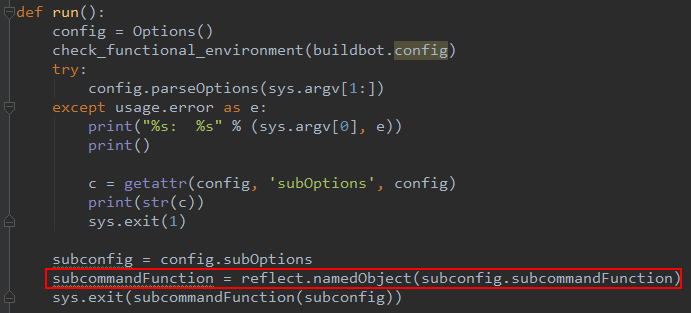 def run():
    config = Options()
    check_functional_environment(buildbot.config)
    try:
        config.parseOptions(sys.argv[1:])
    except usage.error as e:
        print("%s:  %s" % (sys.argv[0], e))
        print()

        c = getattr(config, 'subOptions', config)
        print(str(c))
        sys.exit(1)

    subconfig = config.subOptions
    subcommandFunction = reflect.namedObject(subconfig.subcommandFunction)
    sys.exit(subcommandFunction(subconfig))